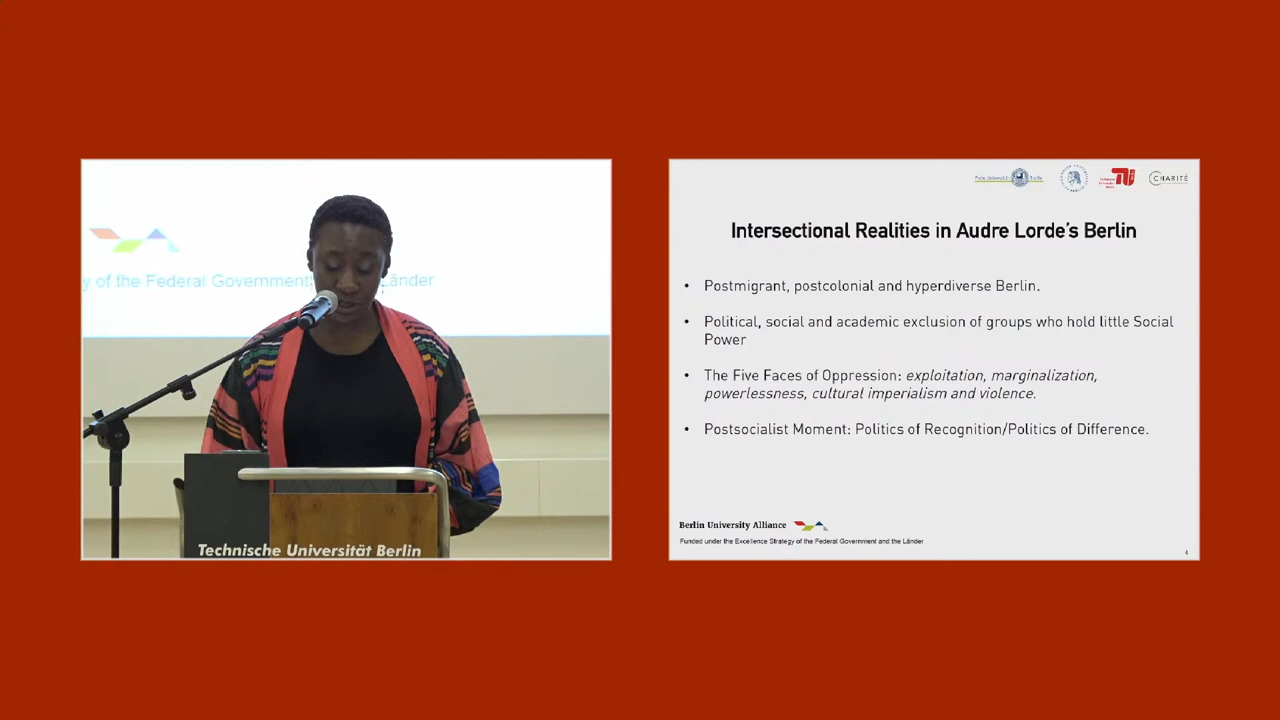 y of the Federal Government
Länder
Technische Universität Berlin
CHARITÉ
Intersectional Realities in Audre Lorde's Berlin
• Postmigrant, postcolonial and hyperdiverse Berlin.
• Political, social and academic exclusion of groups who hold little Social
Power
• The Five Faces of Oppression: exploitation, marginalization,
powerlessness, cultural imperialism and violence.
• Postsocialist Moment: Politics of Recognition/Politics of Difference.
Berlin University Alliance
Funded under the Excellence Strategy of the Federal Government and the Länder
4